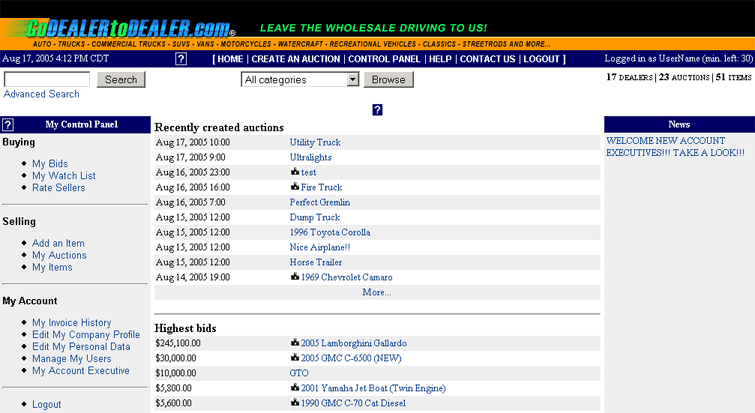 GoDEALERtoDEALER.com®
LEAVE THE WHOLESALE DRIVING TO US!
AUTO - TRUCKS - COMMERCIAL TRUCKS - SUVS - VANS - MOTORCYCLES - WATERCRAFT - RECREATIONAL VEHICLES - CLASSICS - STREETRODS AND MORE...
Aug 17, 2005 4:12 PM CDT ? [ HOME | CREATE AN AUCTION | CONTROL PANEL | HELP | CONTACT US | LOGOUT ] Logged in as UserName (min. left: 30)
Search All categories Browse 17 DEALERS | 23 AUCTIONS | 51 ITEMS
Advanced Search
?
? My Control Panel
Buying
My Bids
My Watch List
Rate Sellers
Selling
Add an Item
My Auctions
My Items
My Account
My Invoice History
Edit My Company Profile
Edit My Personal Data
Manage My Users
My Account Executive
Logout
Recently created auctions
Aug 17, 2005 10:00 Utility Truck
Aug 17, 2005 9:00 Ultralights
Aug 16, 2005 23:00 test
Aug 16, 2005 16:00 Fire Truck
Aug 16, 2005 7:00 Perfect Gremlin
Aug 15, 2005 12:00 Dump Truck
Aug 15, 2005 12:00 1996 Toyota Corolla
Aug 15, 2005 12:00 Nice Airplane!!
Aug 15, 2005 12:00 Horse Trailer
Aug 14, 2005 19:00 1969 Chevrolet Camaro
More...
Highest bids
$245,100.00 2005 Lamborghini Gallardo
$30,000.00 2005 GMC C-6500 (NEW)
$10,000.00 GTO
$5,800.00 2001 Yamaha Jet Boat (Twin Engine)
$5,600.00 1990 GMC C-70 Cat Diesel
News
WELCOME NEW ACCOUNT
EXECUTIVES!!! TAKE A LOOK!!!